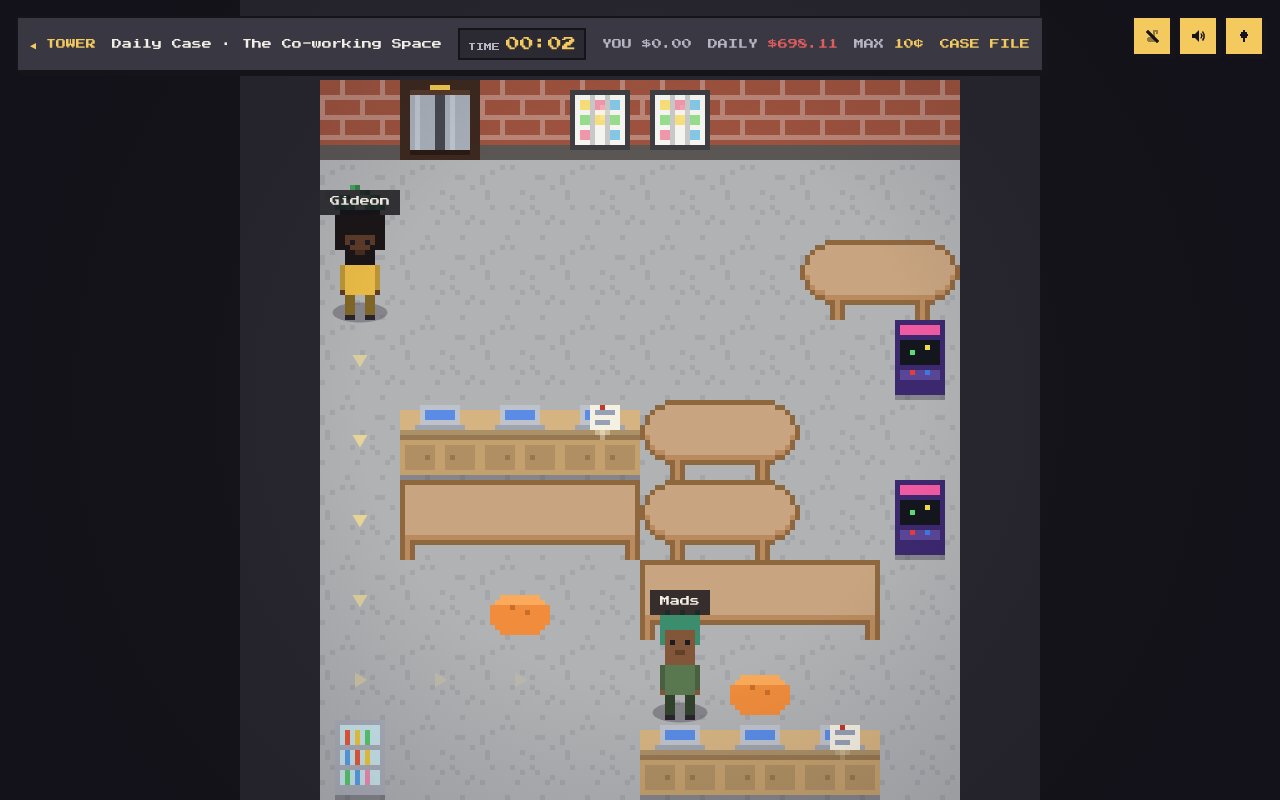 ◂ TOWER Daily Case · The Co-working Space TIME 00:02 YOU $0.00 DAILY $698.11 MAX 10¢ CASE FILE
Gideon
Mads